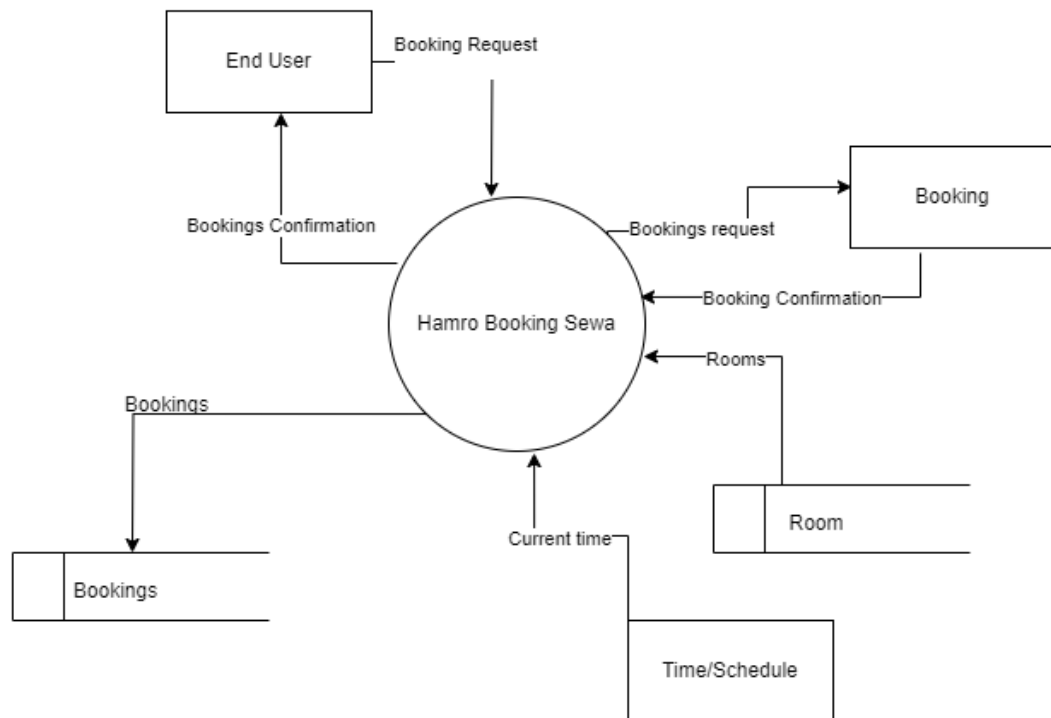 End User
Booking Request
Booking
Bookings Confirmation
Bookings request
Booking Confirmation
Hamro Booking Sewa
Rooms
Bookings
Room
Current time
Bookings
Time/Schedule